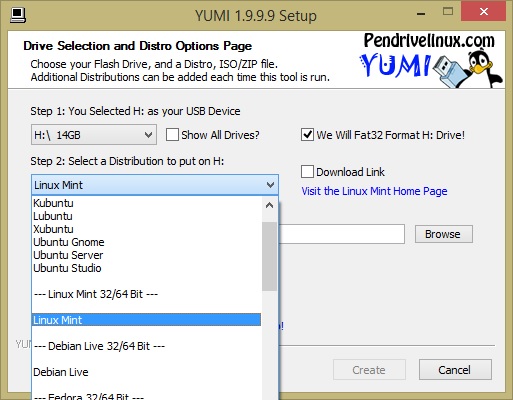 YUMI 1.9.9.9 Setup
Drive Selection and Distro Options Page
Choose your Flash Drive, and a Distro, ISO/ZIP file.
Additional Distributions can be added each time this tool is run.
Pendrivelinux.com
YUMI
Step 1: You Selected H: as your USB Device
H:\ 14GB
Show All Drives?
We Will Fat32 Format H: Drive!
Step 2: Select a Distribution to put on H:
Linux Mint
Download Link
Visit the Linux Mint Home Page
Kubuntu
Lubuntu
Xubuntu
Ubuntu Gnome
Ubuntu Server
Ubuntu Studio
Browse
--- Linux Mint 32/64 Bit ---
Linux Mint
--- Debian Live 32/64 Bit ---
Debian Live
--- Fedora 32/64 Bit ---
Create
Cancel